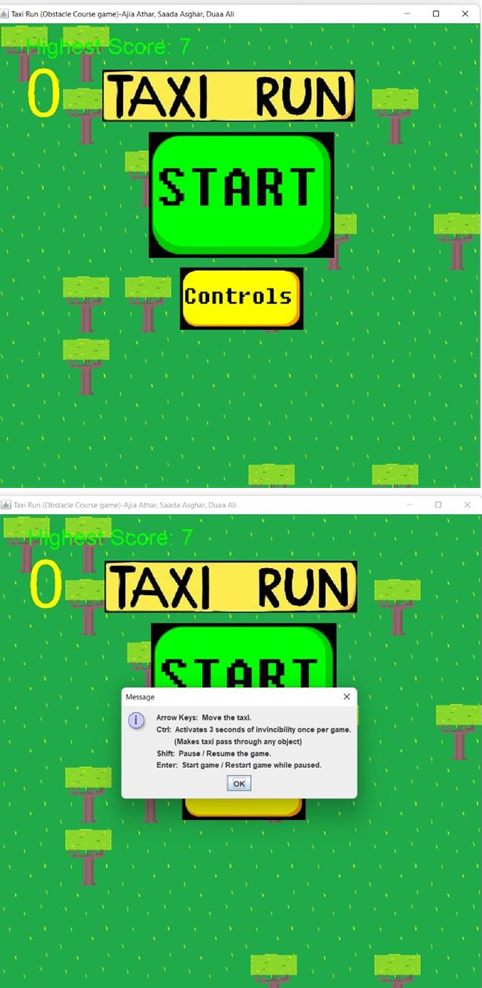 Taxi Run (Obstacle Course game)-Ajia Athar, Saada Asghar, Duaa Ali
Highest Score: 7
0
TAXI RUN
START
Controls
Taxi Run (Obstacle Course game)-Ajia Athar, Saada Asghar, Duaa Ali
Highest Score: 7
0
TAXI RUN
START
Message
Arrow Keys: Move the taxi.
Ctrl: Activates 3 seconds of invincibility once per game.
(Makes taxi pass through any object)
Shift: Pause / Resume the game.
Enter: Start game / Restart game while paused.
OK